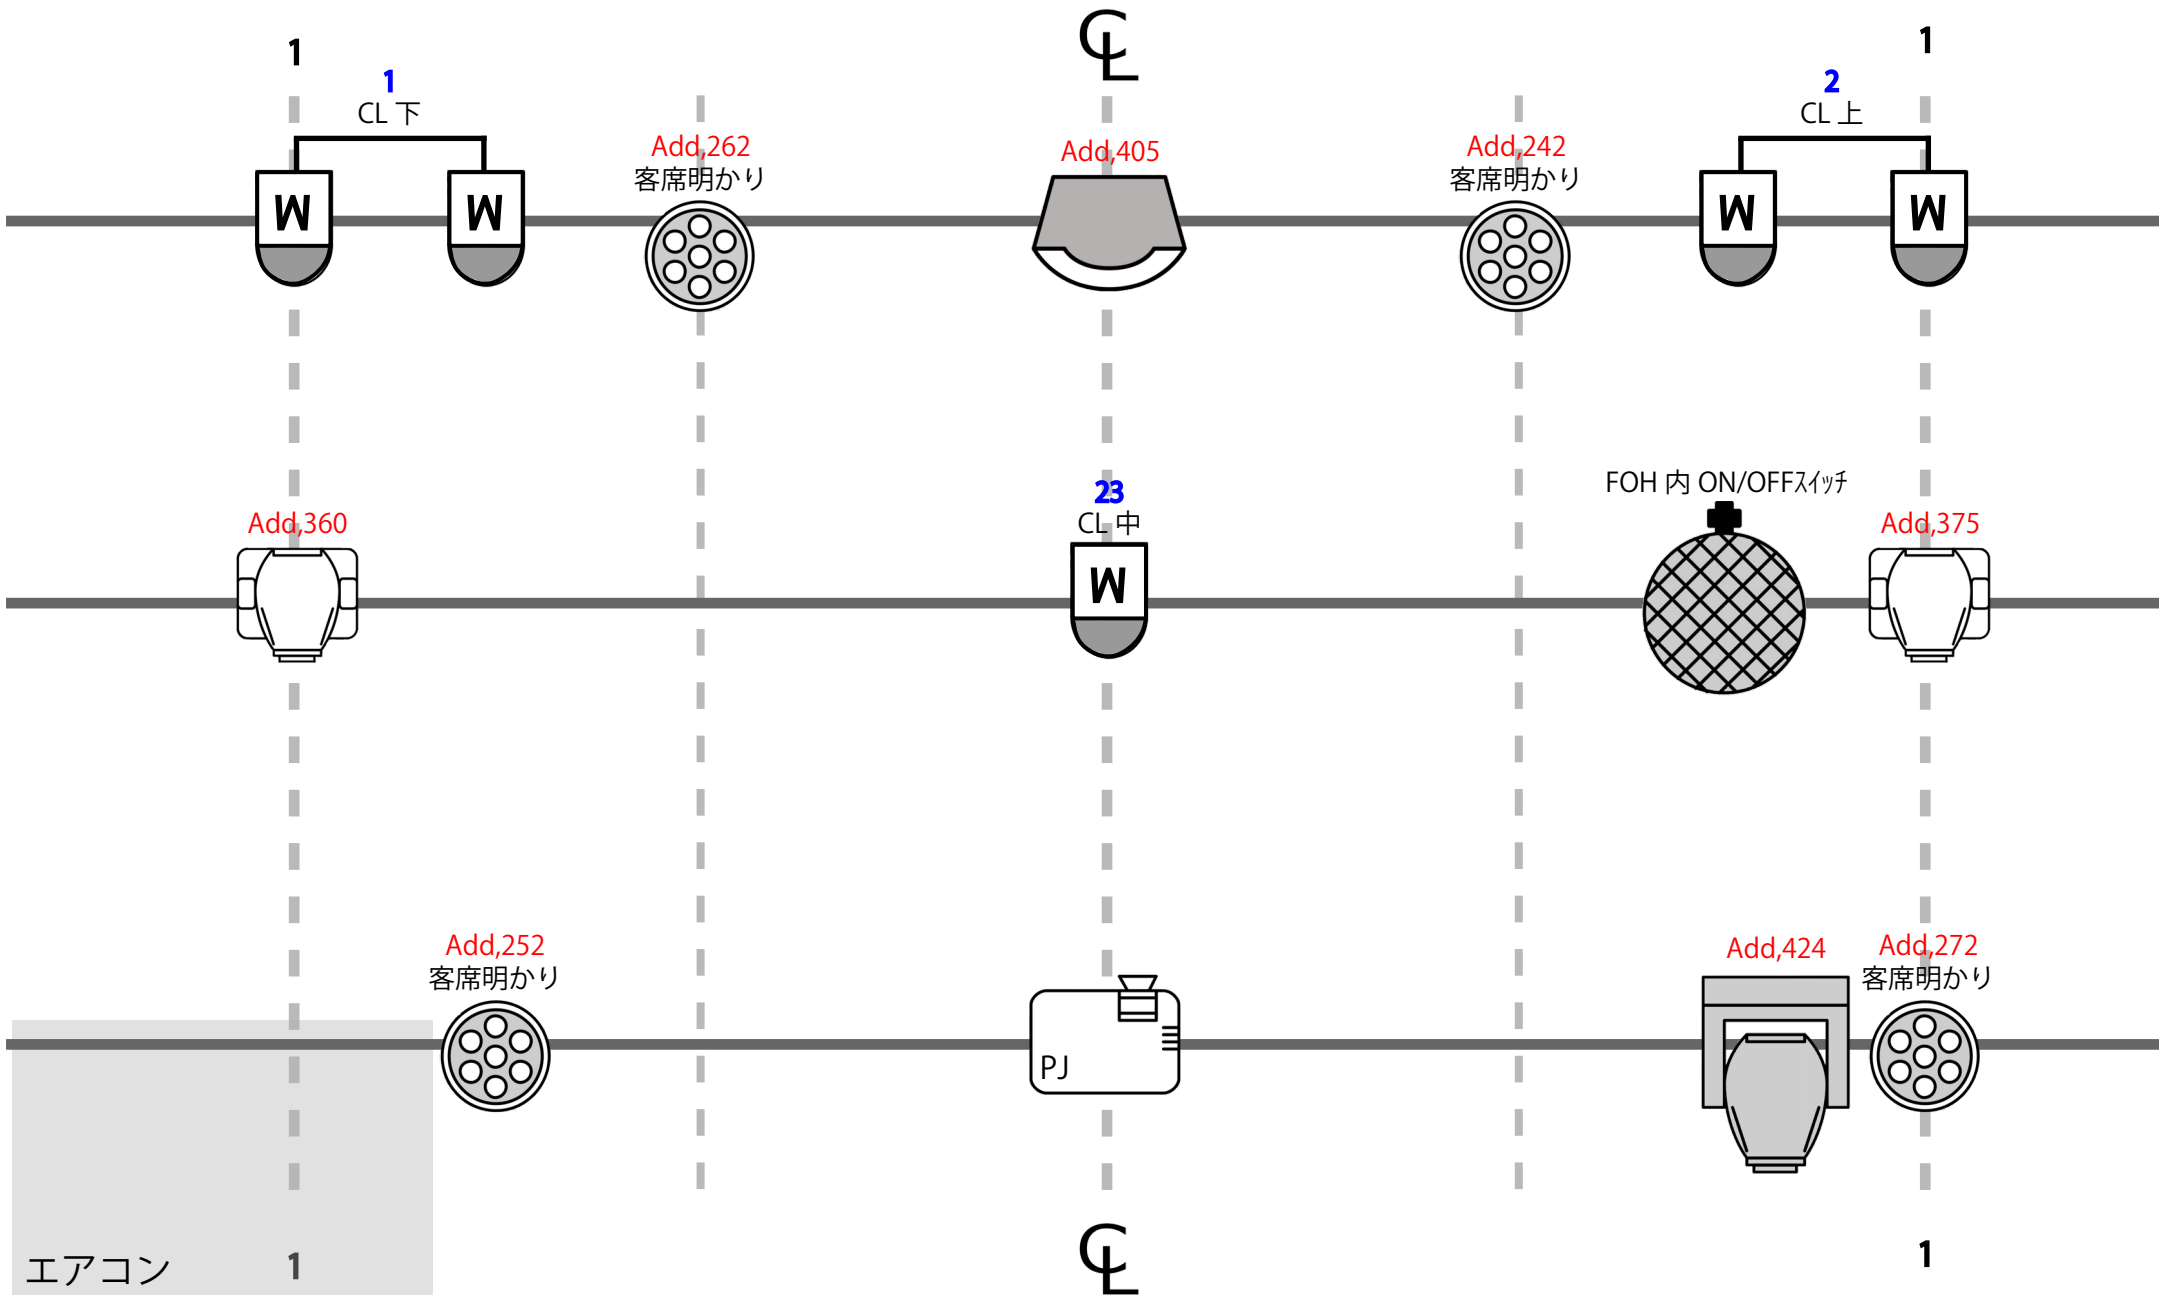 1
℄
1
1
CL 下
2
CL 上
Add,262
客席明かり
Add,405
Add,242
客席明かり
M
M
M
M
FOH 内 ON/OFFｽｲｯﾁ
Add,360
23
CL 中
Add,375
M
Add,252
客席明かり
Add,424
Add,272
客席明かり
PJ
エアコン
1
℄
1